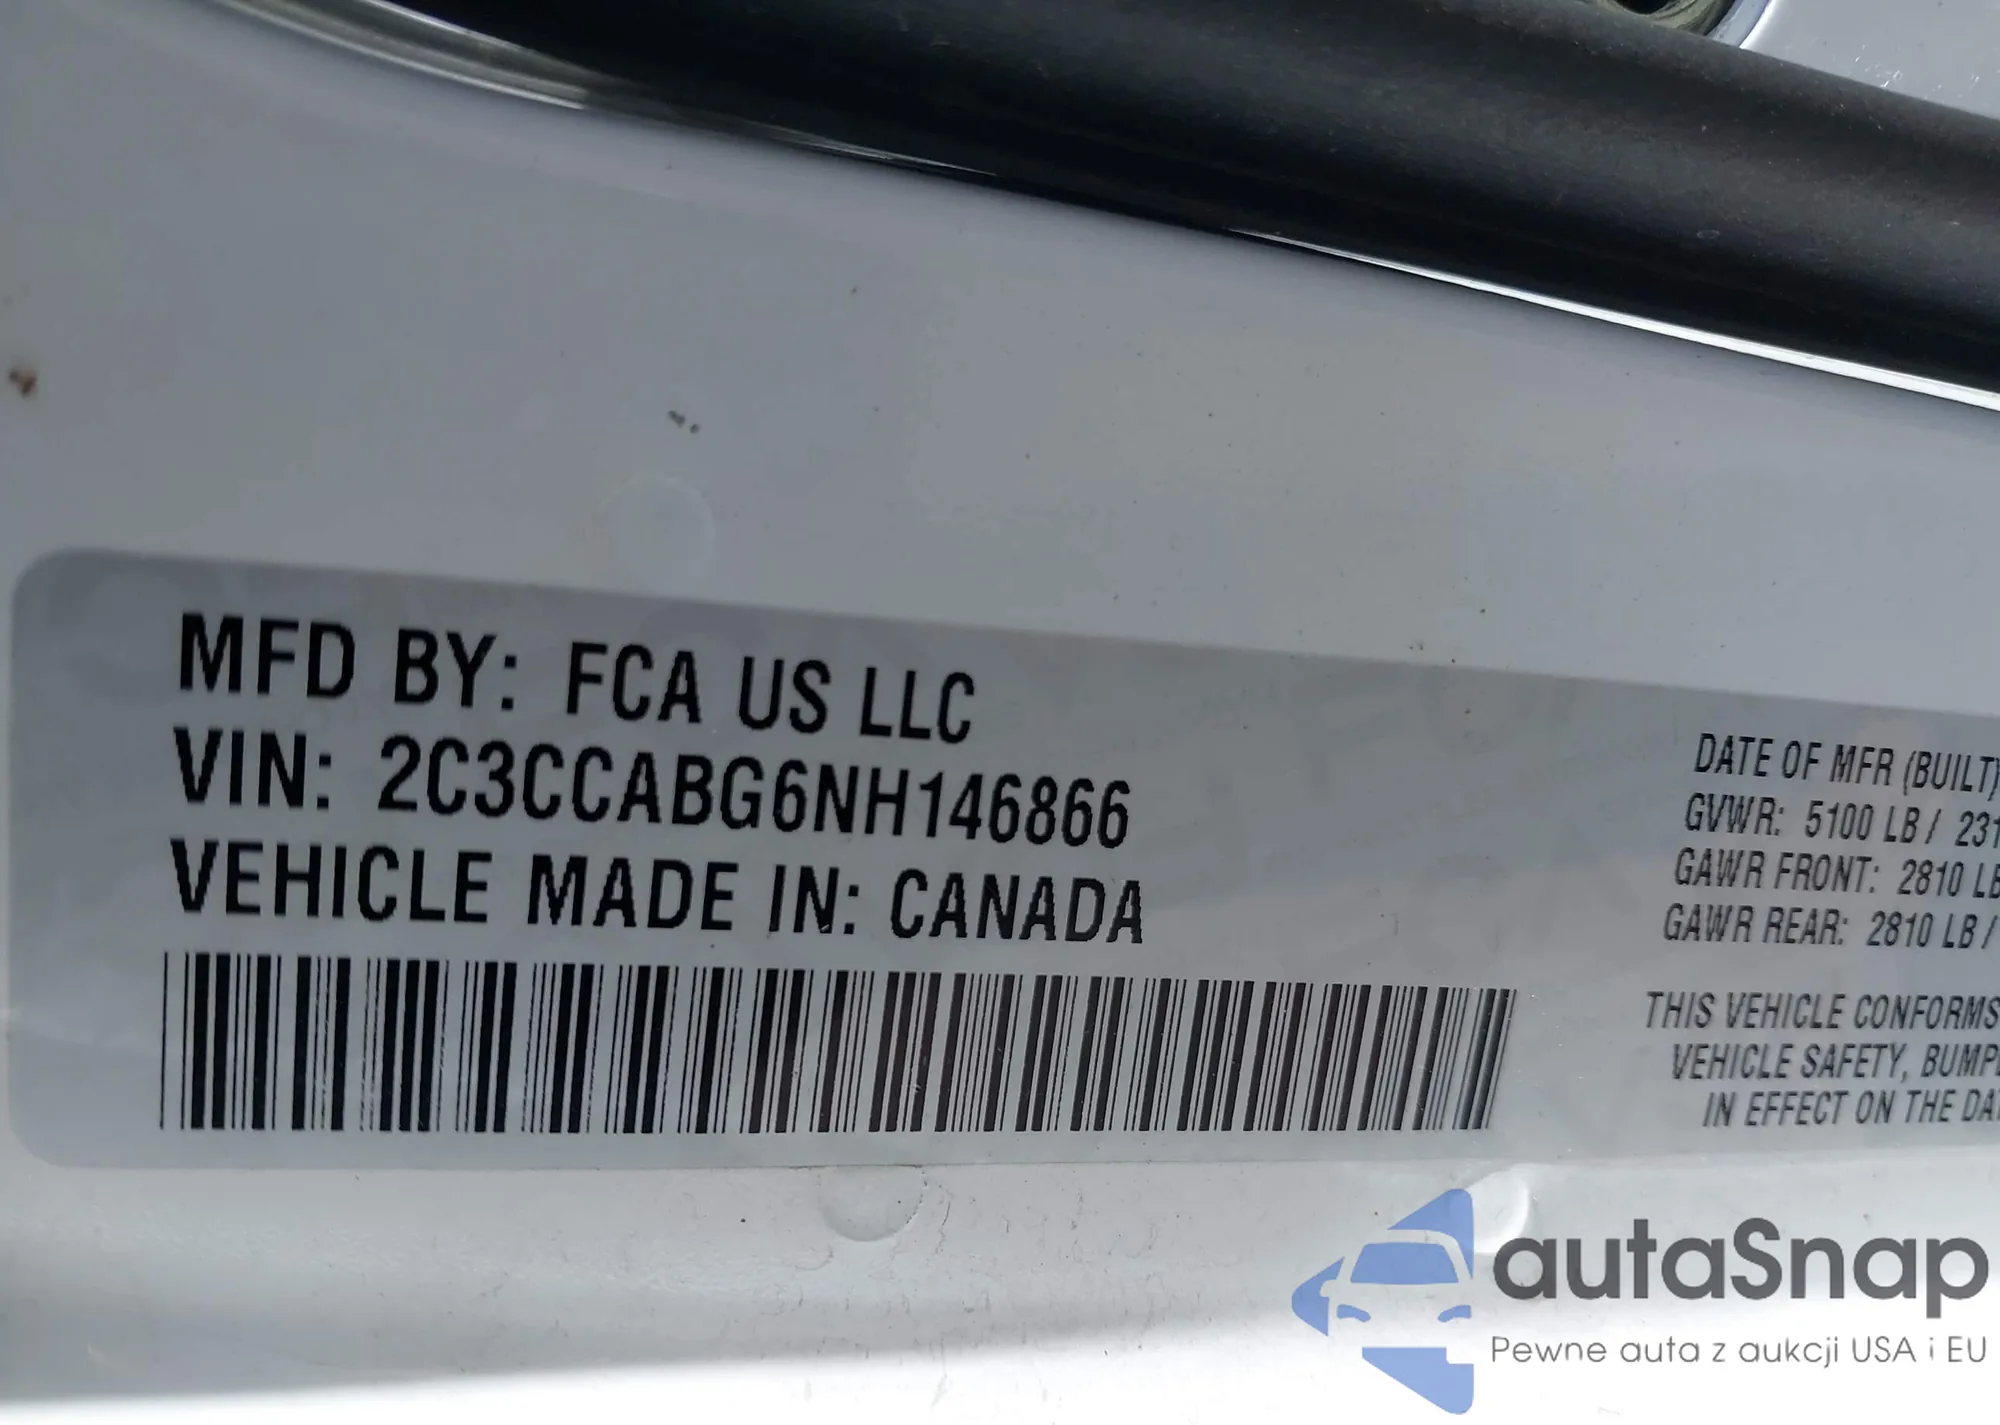 MFD BY: FCA US LLC
VIN: 2C3CCABG6NH146866
VEHICLE MADE IN: CANADA
DATE OF MFR (BUILT)
GVWR: 5100 LB / 231
GAWR FRONT: 2810 LB
GAWR REAR: 2810 LB /
THIS VEHICLE CONFORMS
VEHICLE SAFETY,
IN EFFECT ON THE
autaSnap
Pewne auta z aukcji USA i EU